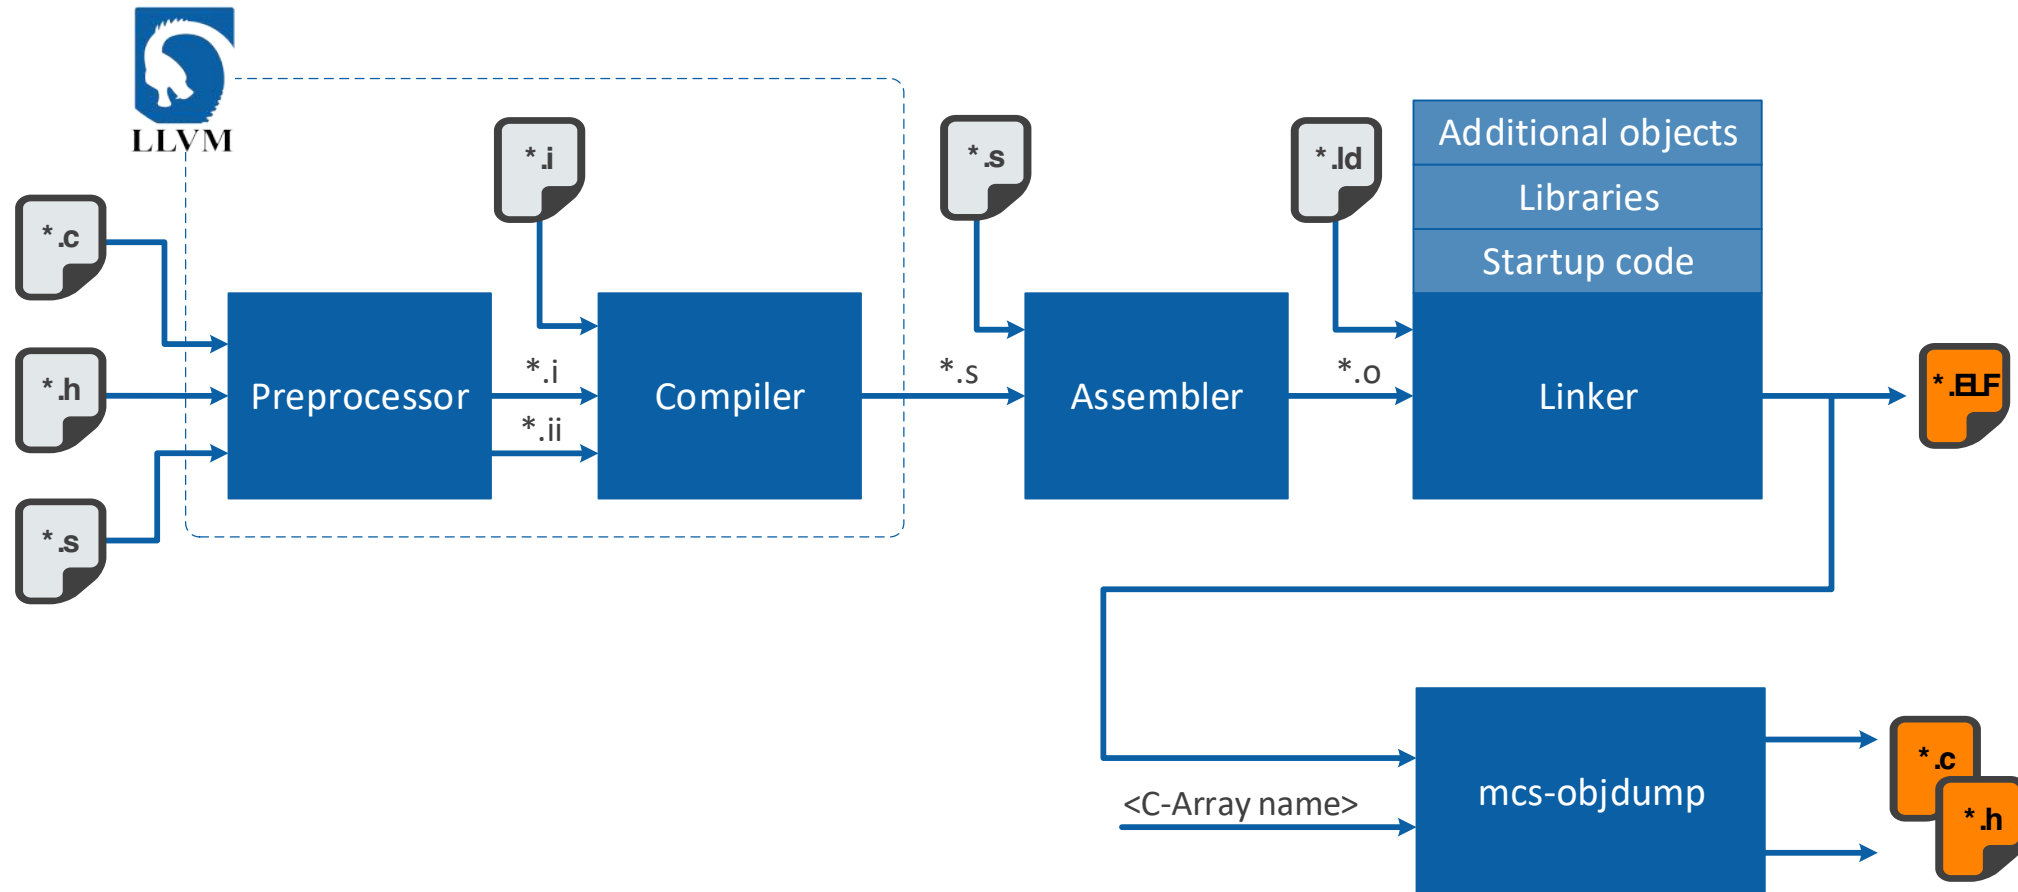 LLVM
*.c
*.h
*.s
Preprocessor
*.i
*.i
*.ii
Compiler
*.s
*.s
Assembler
*.ld
*.o
Additional objects
Libraries
Startup code
Linker
*.ELF
<C-Array name>
mcs-objdump
*.c
*.h